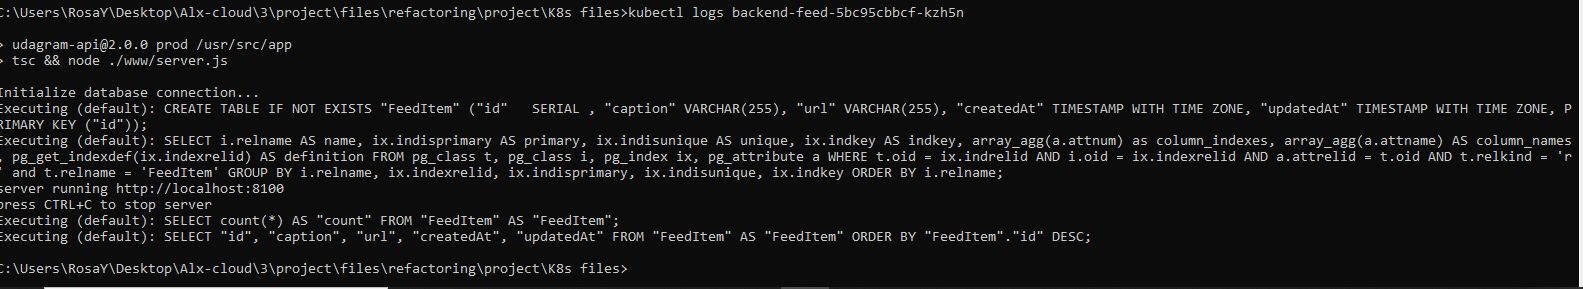 C:\Users\RosaY\Desktop\Alx-cloud\3\project\files\refactoring\project\K8s files>kubectl logs backend-feed-5bc95cbbcf-kzh5n
> udagram-api@2.0.0 prod /usr/src/app
> tsc && node ./www/server.js
Initialize database connection...
Executing (default): CREATE TABLE IF NOT EXISTS "FeedItem" ("id"   SERIAL , "caption" VARCHAR(255), "url" VARCHAR(255), "createdAt" TIMESTAMP WITH TIME ZONE, "updatedAt" TIMESTAMP WITH TIME ZONE, P
RIMARY KEY ("id"));
Executing (default): SELECT i.relname AS name, ix.indisprimary AS primary, ix.indisunique AS unique, ix.indkey AS indkey, array_agg(a.attnum) as column_indexes, array_agg(a.attname) AS column_names
, pg_get_indexdef(ix.indexrelid) AS definition FROM pg_class t, pg_class i, pg_index ix, pg_attribute a WHERE t.oid = ix.indrelid AND i.oid = ix.indexrelid AND a.attrelid = t.oid AND t.relkind = 'r
' and t.relname = 'FeedItem' GROUP BY i.relname, ix.indexrelid, ix.indisprimary, ix.indisunique, ix.indkey ORDER BY i.relname;
server running http://localhost:8100
press CTRL+C to stop server
Executing (default): SELECT count(*) AS "count" FROM "FeedItem" AS "FeedItem";
Executing (default): SELECT "id", "caption", "url", "createdAt", "updatedAt" FROM "FeedItem" AS "FeedItem" ORDER BY "FeedItem"."id" DESC;
C:\Users\RosaY\Desktop\Alx-cloud\3\project\files\refactoring\project\K8s files>